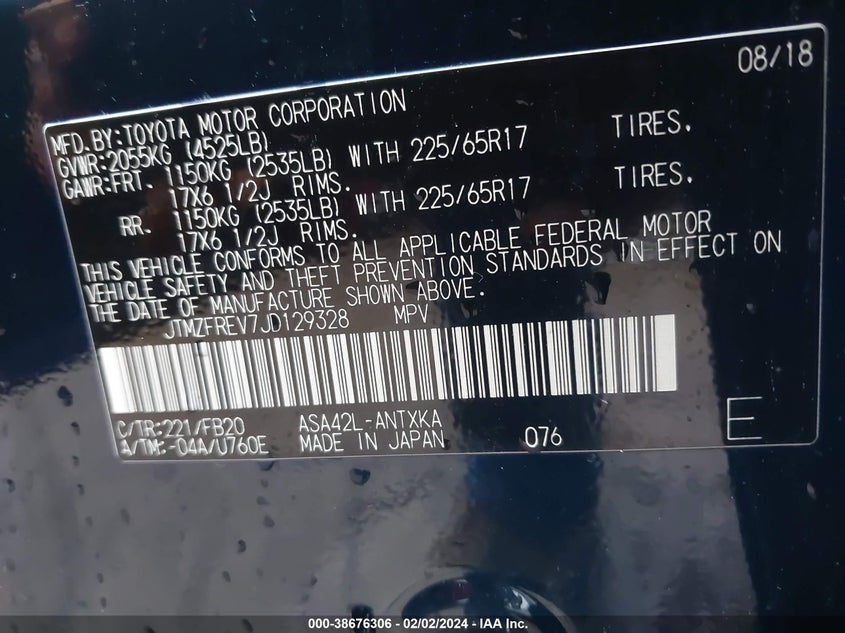 08/18
MFD.BY:TOYOTA MOTOR CORPORATION
GVWR:2055KG (4525LB)
GAWR:FRT. 1150KG (2535LB) WITH 225/65R17 TIRES.
17X6 1/2J RIMS.
RR. 1150KG (2535LB) WITH 225/65R17 TIRES.
17X6 1/2J RIMS.
THIS VEHICLE CONFORMS TO ALL APPLICABLE FEDERAL MOTOR
VEHICLE SAFETY AND THEFT PREVENTION STANDARDS IN EFFECT ON
THE DATE OF MANUFACTURE SHOWN ABOVE.
JTMZFREV7JD129328 MPV
C/TR:221/FB20 ASA42L-ANTXKA
A/TM:-04A/U760E MADE IN JAPAN 076 E
000-38676306 - 02/02/2024 - IAA Inc.